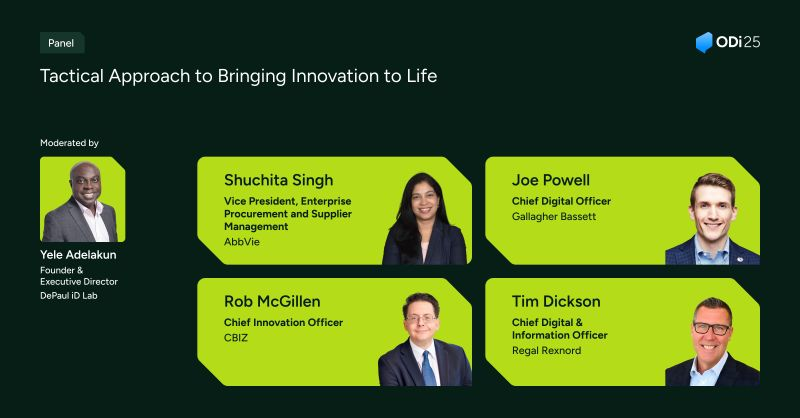 Panel
ODi25
Tactical Approach to Bringing Innovation to Life
Moderated by
Yele Adelakun
Founder &
Executive Director
DePaul iD Lab
Shuchita Singh
Vice President, Enterprise
Procurement and Supplier
Management
AbbVie
Joe Powell
Chief Digital Officer
Gallagher Bassett
Rob McGillen
Chief Innovation Officer
CBIZ
Tim Dickson
Chief Digital &
Information Officer
Regal Rexnord